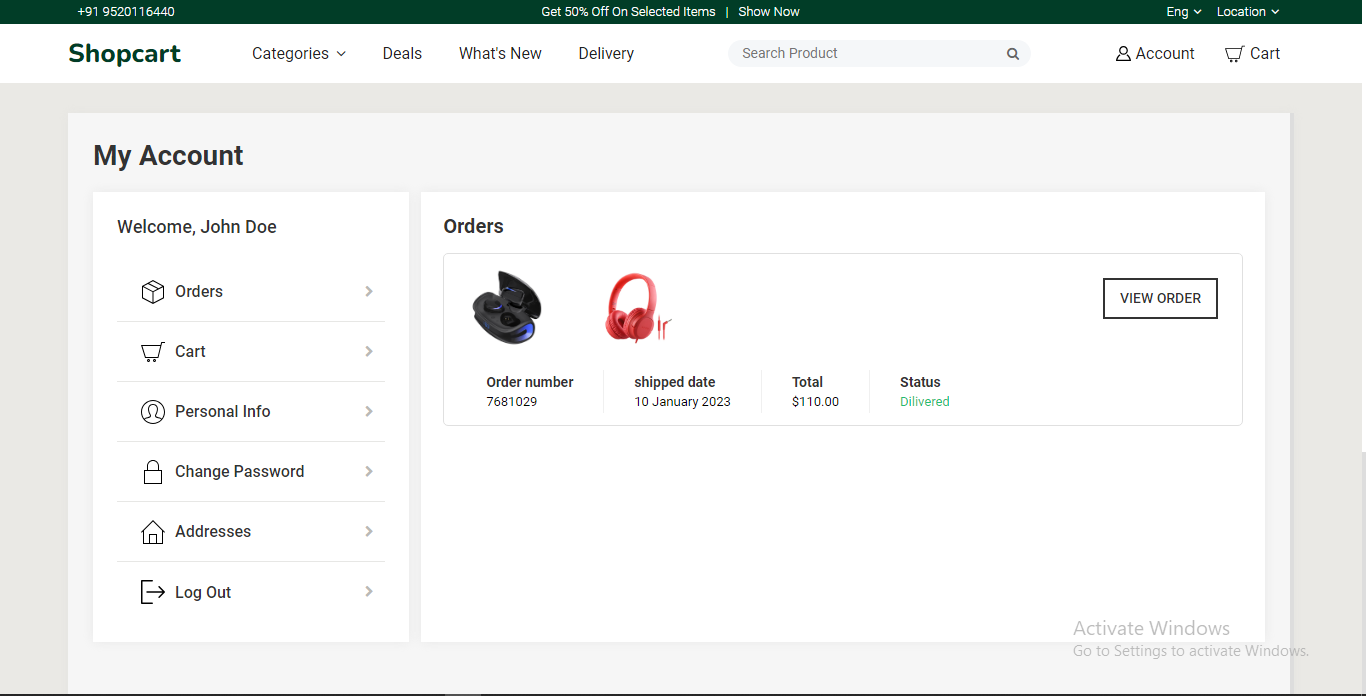 +91 9520116440
Get 50% Off On Selected Items | Show Now
Eng Location
Shopcart
Categories Deals What's New Delivery
Search Product
Account Cart
My Account
Welcome, John Doe
Orders
Cart
Personal Info
Change Password
Addresses
Log Out
Orders
VIEW ORDER
Order number shipped date Total Status
7681029 10 January 2023 $110.00 Dilivered
Activate Windows
Go to Settings to activate Windows.